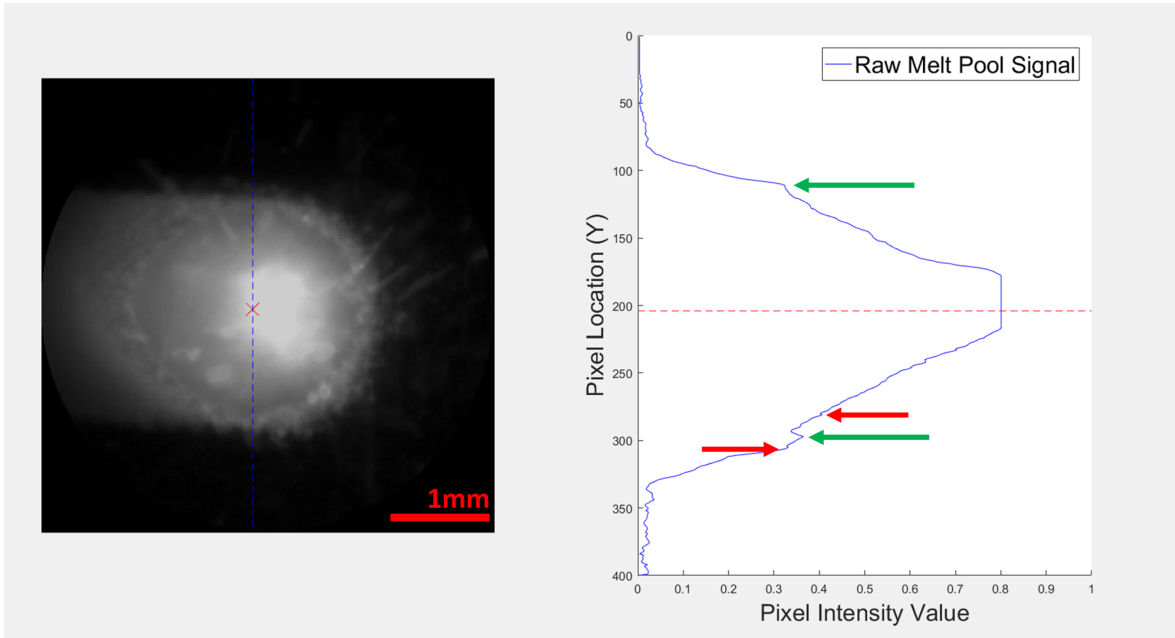 1mm
Raw Melt Pool Signal
0
50
100
150
200
250
300
350
400
Pixel Location (Y)
0 0.1 0.2 0.3 0.4 0.5 0.6 0.7 0.8 0.9 1
Pixel Intensity Value